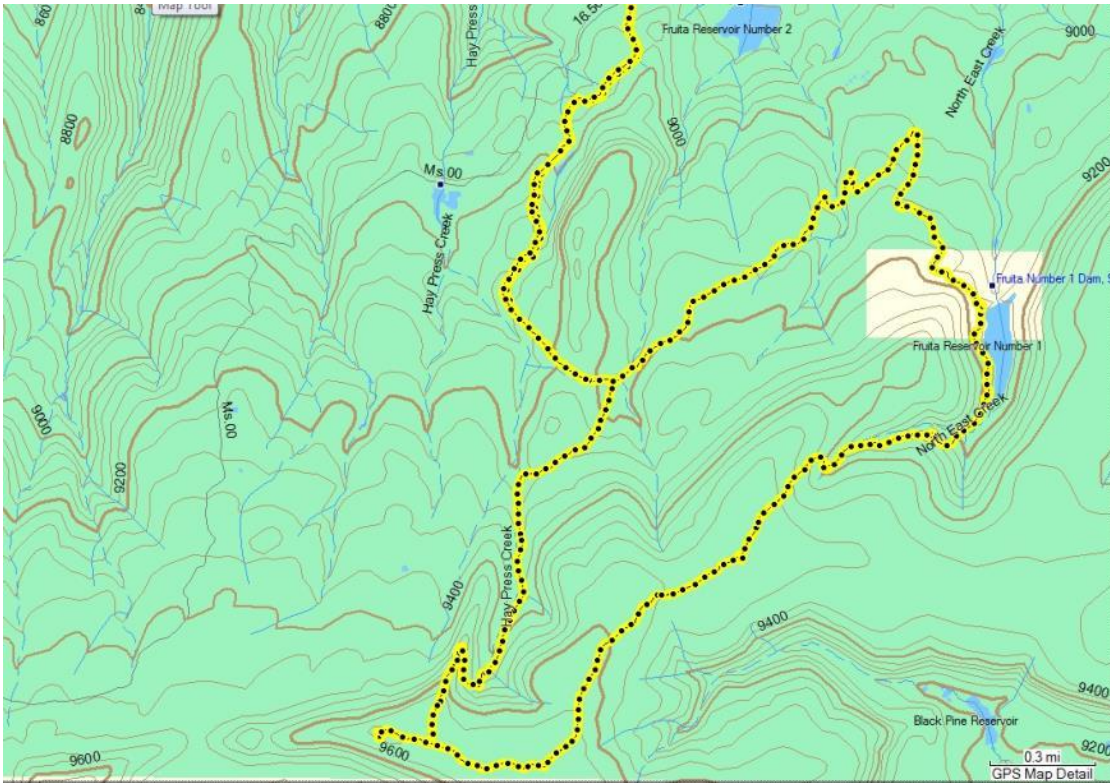 Map Tool
8800
Hay Press
16.50
Fruita Reservoir Number 2
9000
860
8800
North East Creek
9000
Ms 00
9200
Hay Press Creek
Fruita Number 1 Dam,
Fruita Reservoir Number 1
9000
Ms 00
North East Creek
9200
Hay Press Creek
9400
9400
9400
Black Pine Reservoir
9600
9600
9200
0.3 mi
GPS Map Detail